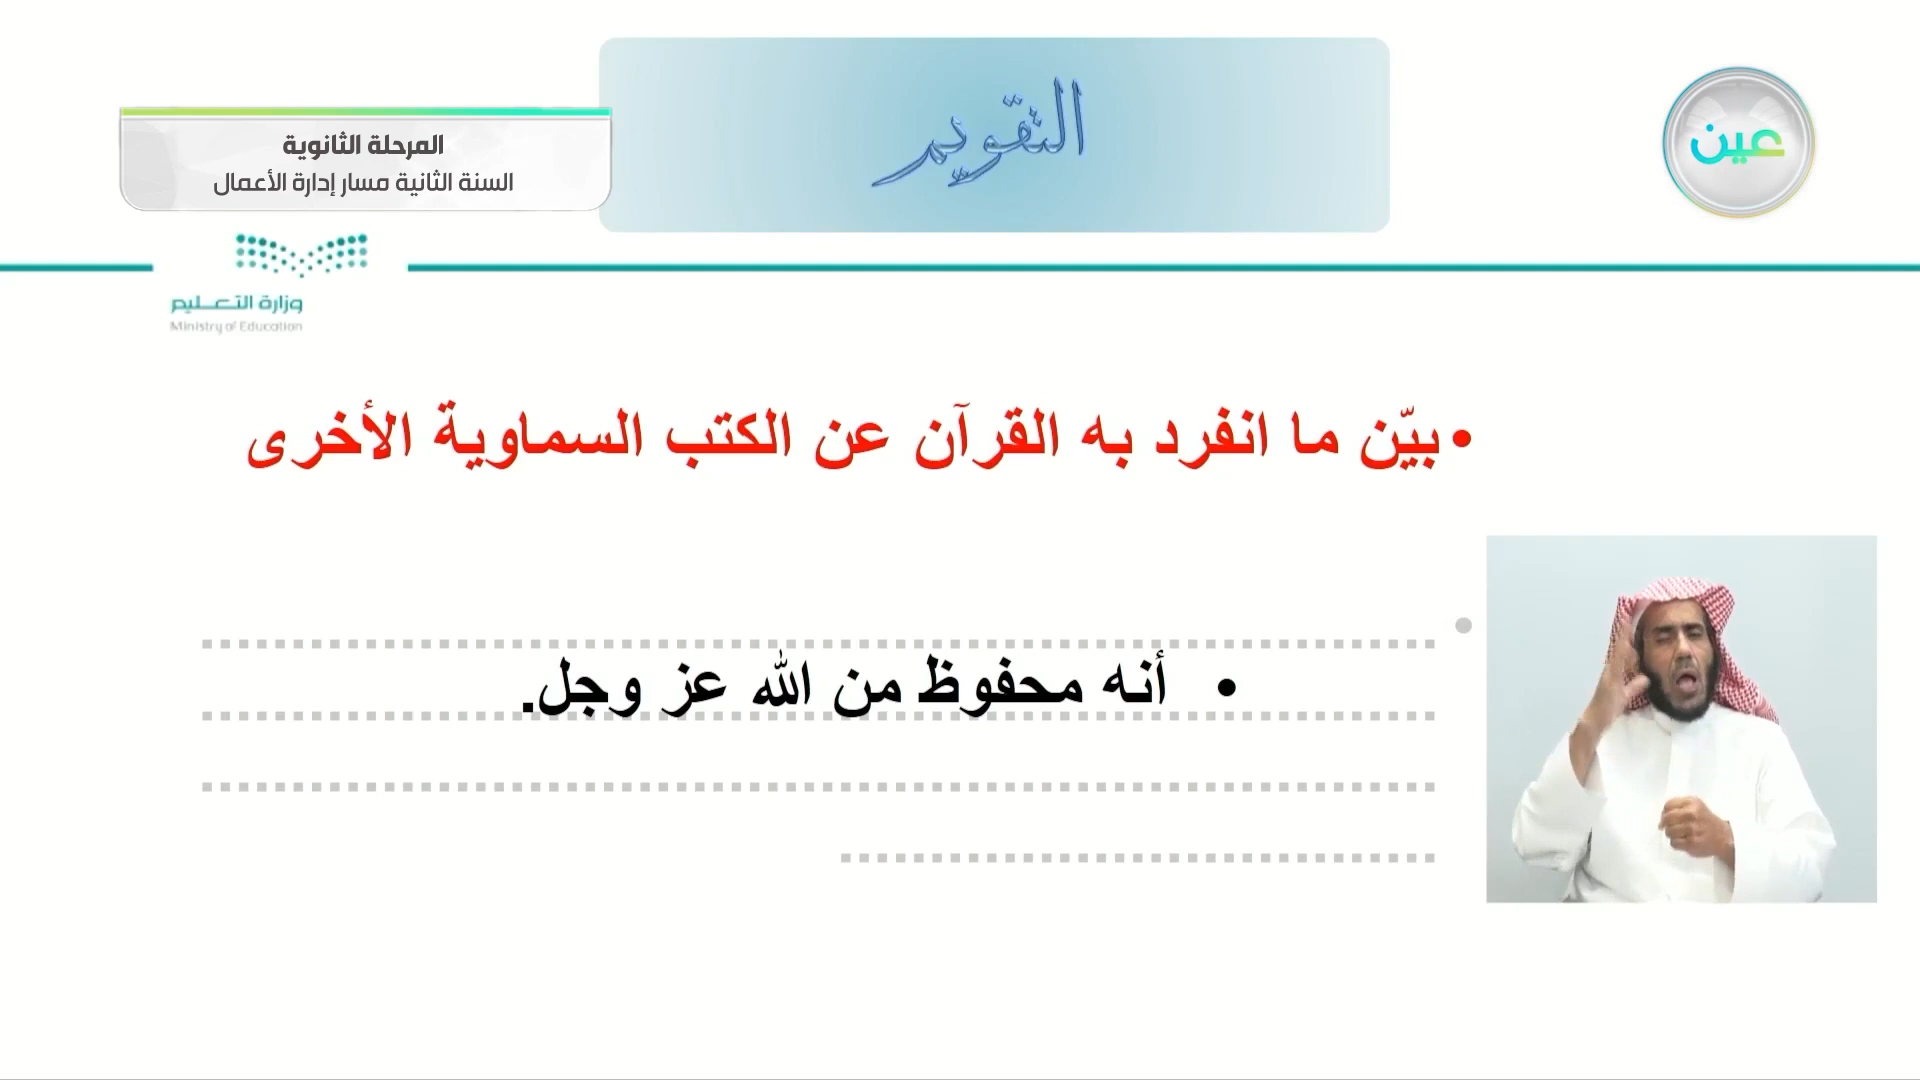 التقويم
المرحلة الثانوية
السنة الثانية مسار إدارة الأعمال
عين
وزارة التعليم
Ministry of Education
•بيّن ما انفرد به القرآن عن الكتب السماوية الأخرى
• أنه محفوظ من الله عز وجل.